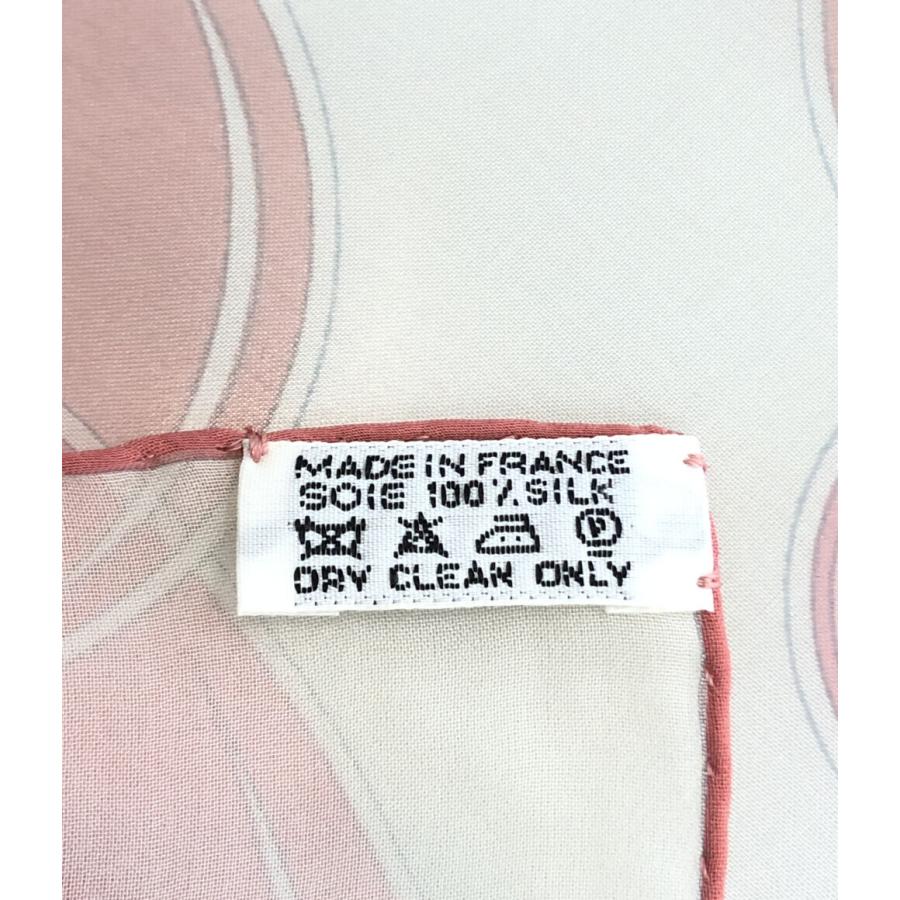 MADE IN FRANCE
SOIE 100% SILK
P
DRY CLEAN ONLY